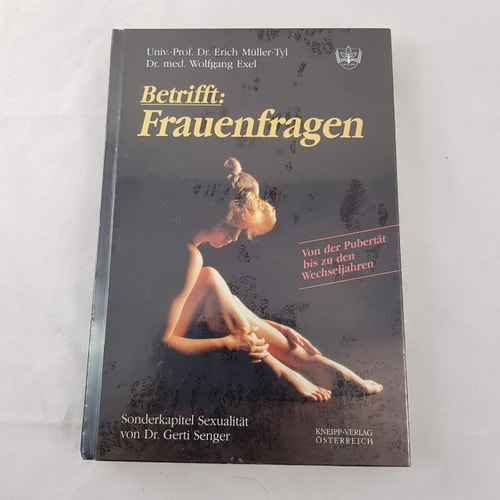 Univ.-Prof. Dr. Erich Müller-Tyl
Dr. med. Wolfgang Exel
Betrifft:
Frauenfragen
Von der Pubertät
bis zu den
Wechseljahren
Sonderkapitel Sexualität
von Dr. Gerti Senger
KNEIPP-VERLAG
ÖSTERREICH